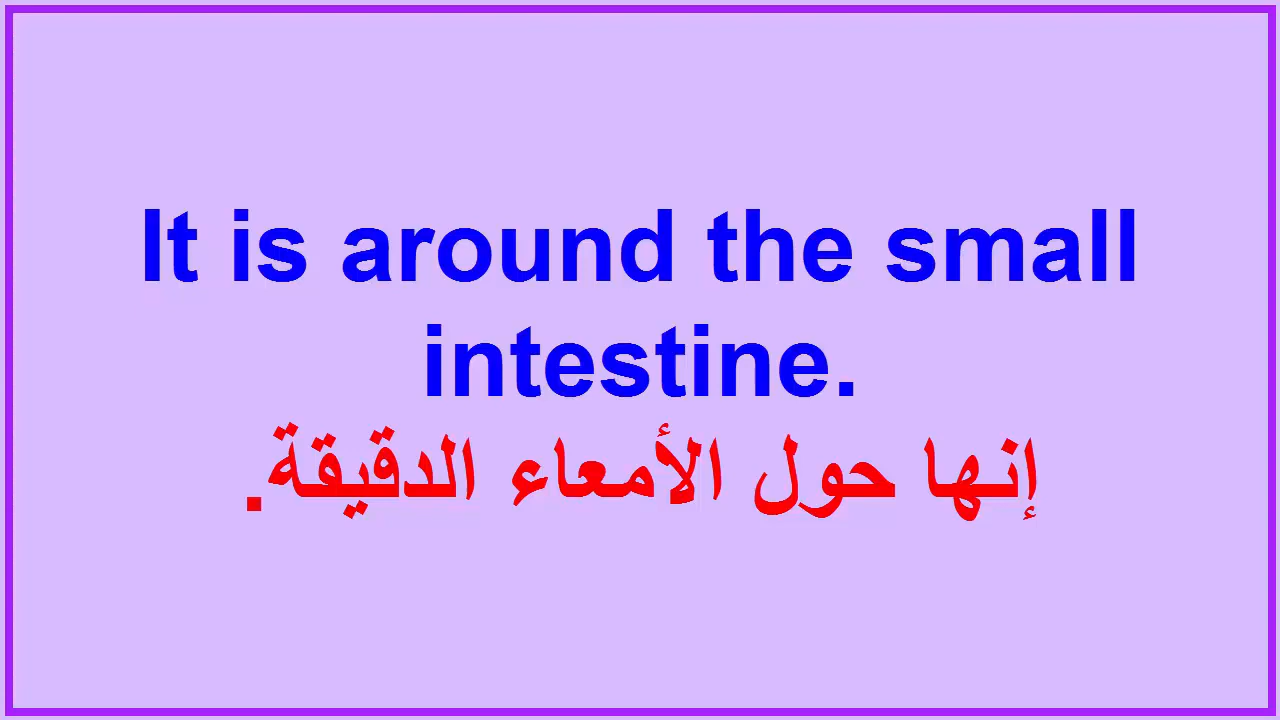 It is around the small
intestine.
إنها حول الأمعاء الدقيقة.